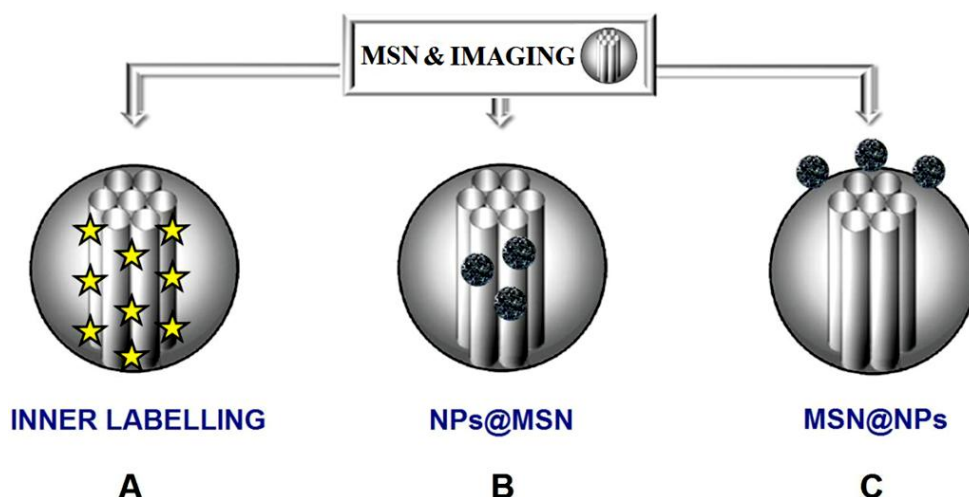 MSN & IMAGING
INNER LABELLING
NPs@MSN
MSN@NPs
A
B
C